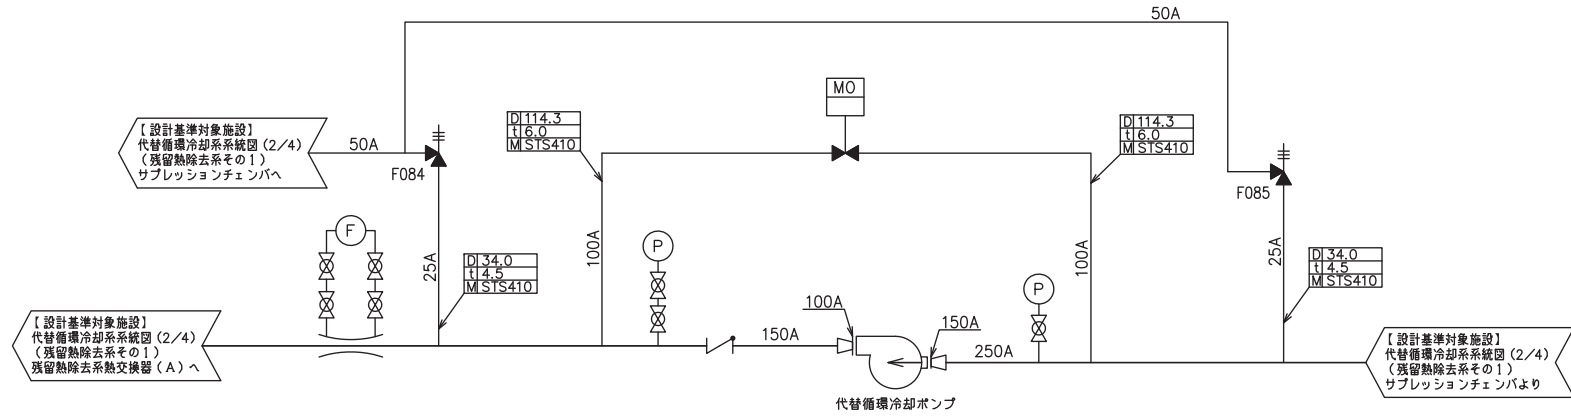 50A
MO
D 114.3
t 6.0
M STS410
D 114.3
t 6.0
M STS410
【設計基準対象施設】
代替循環冷却系系統図(2/4)
(残留熱除去系その1)
サプレッションチェンバへ
50A
F084
F085
F
25A
100A
P
100A
25A
D 34.0
t 4.5
M STS410
D 34.0
t 4.5
M STS410
P
【設計基準対象施設】
代替循環冷却系系統図(2/4)
(残留熱除去系その1)
残留熱除去系熱交換器(A)へ
150A
100A
150A
250A
【設計基準対象施設】
代替循環冷却系系統図(2/4)
(残留熱除去系その1)
サプレッションチェンバより
代替循環冷却ポンプ